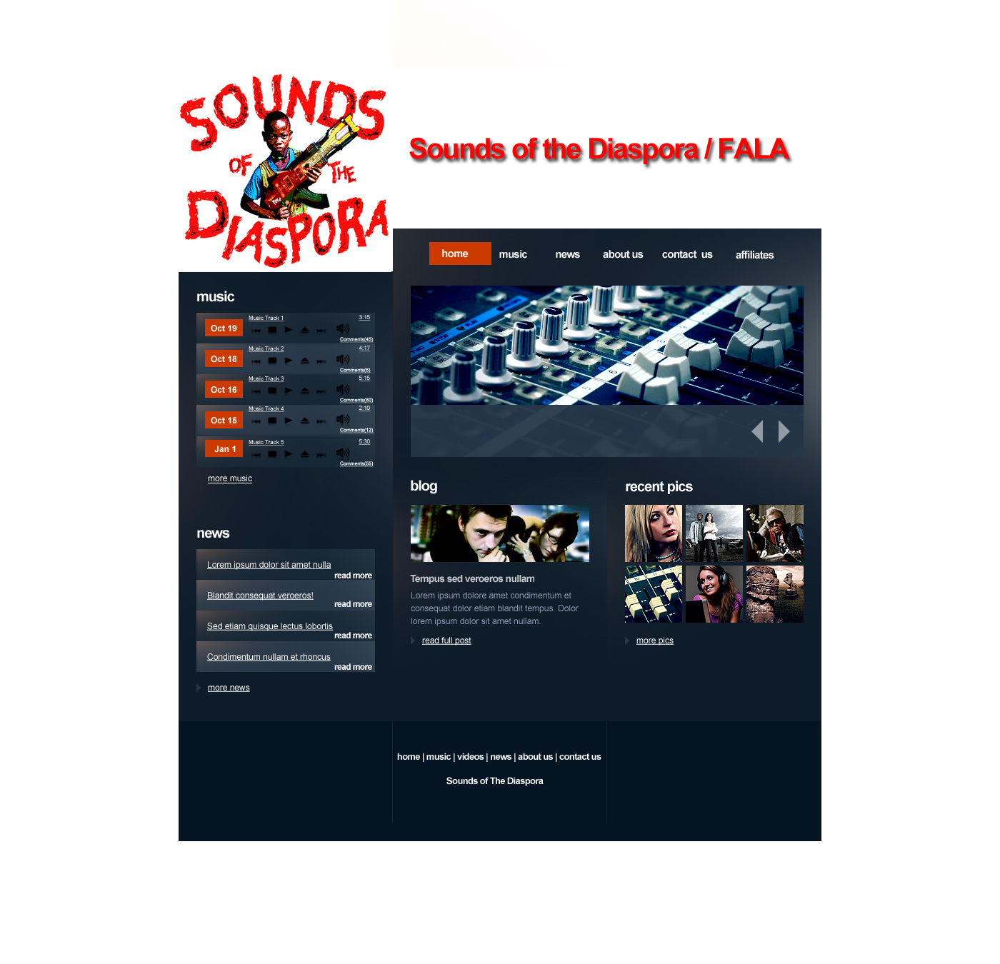 SOUNDS
OF THE
DIASPORA
Sounds of the Diaspora / FALA
home music news about us contact us affiliates
music
Music Track 1 3:15
Oct 19
Comments(45)
Music Track 2 4:17
Oct 18
Comments(6)
Music Track 3 5:15
Oct 16
Comments(80)
Music Track 4 2:10
Oct 15
Comments(12)
Music Track 5 5:30
Jan 1
Comments(55)
more music
news
Lorem ipsum dolor sit amet nulla
read more
Blandit consequat veroeros!
read more
Sed etiam quisque lectus lobortis
read more
Condimentum nullam et rhoncus
read more
more news
blog
Tempus sed veroeros nullam
Lorem ipsum dolore amet condimentum et
consequat dolor etiam blandit tempus. Dolor
lorem ipsum dolor sit amet nullam.
read full post
recent pics
more pics
home | music | videos | news | about us | contact us
Sounds of The Diaspora